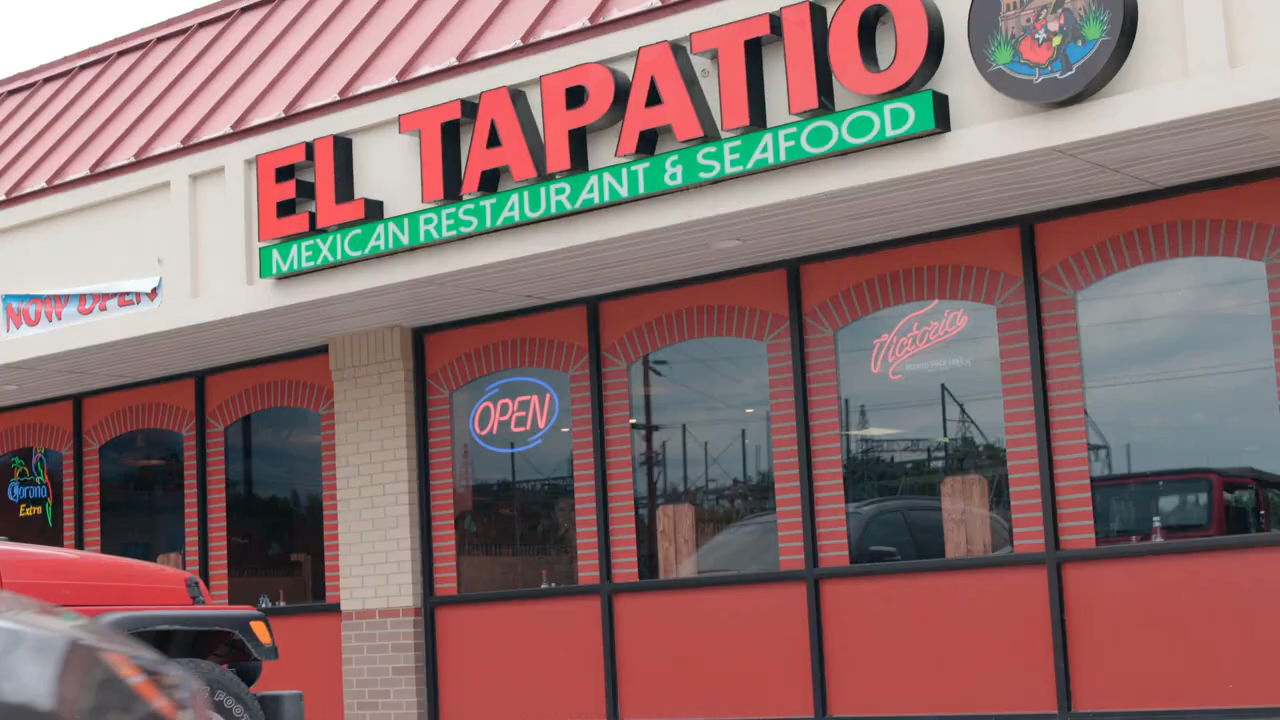 EL TAPATIO
MEXICAN RESTAURANT & SEAFOOD
NOW OPEN
OPEN
Victoria
Corona
Extra